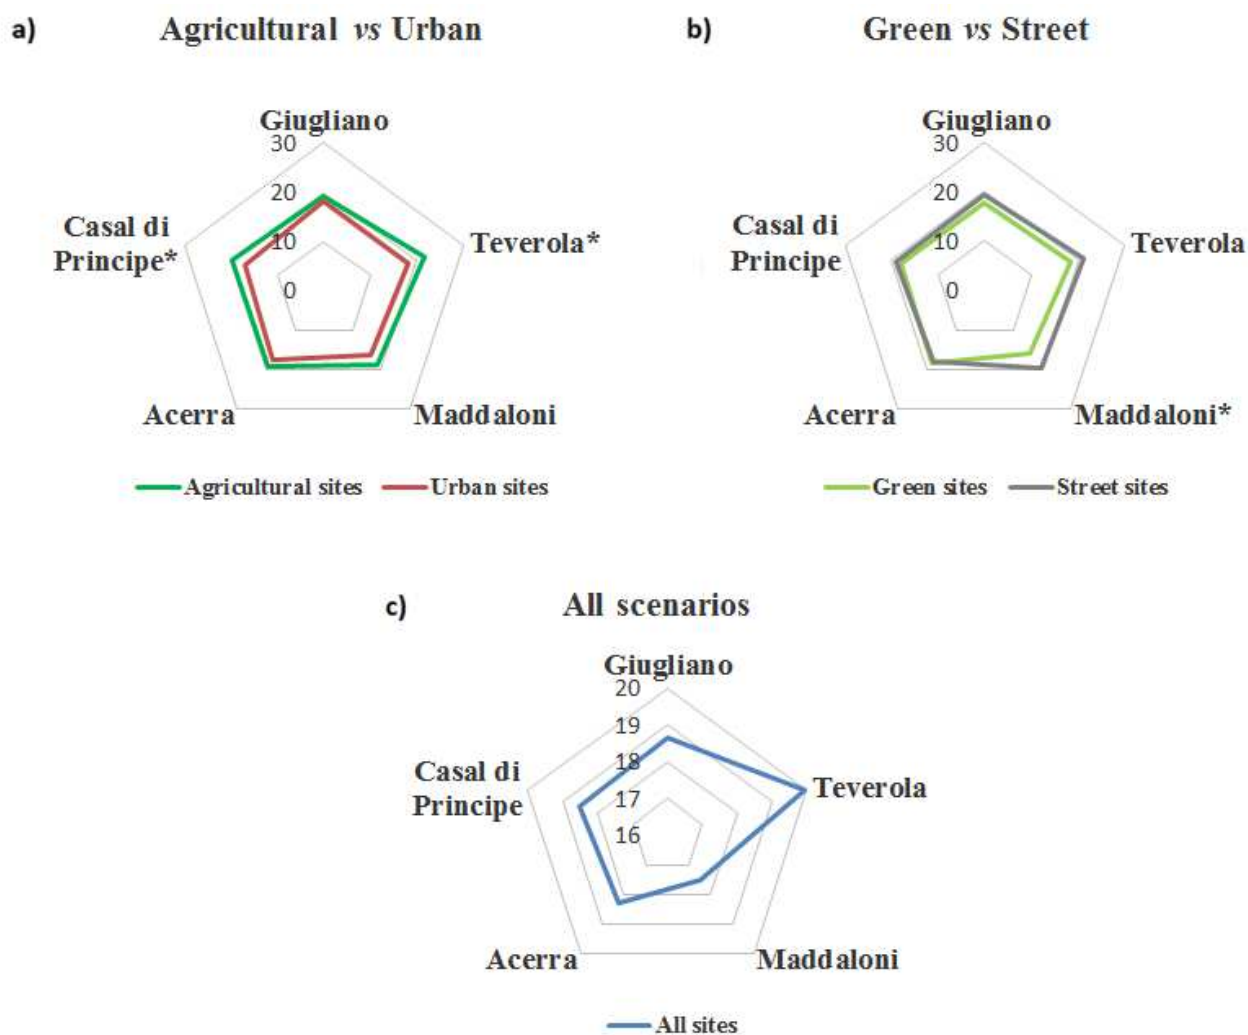 a) Agricultural vs Urban
Giugliano
30
20
10
0
Casal di
Principe*
Teverola*
Acerra
Maddaloni
Agricultural sites Urban sites
b) Green vs Street
Giugliano
30
20
10
0
Casal di
Principe
Teverola
Acerra
Maddaloni*
Green sites Street sites
c) All scenarios
Giugliano
20
19
18
17
16
Casal di
Principe
Teverola
Acerra
Maddaloni
All sites